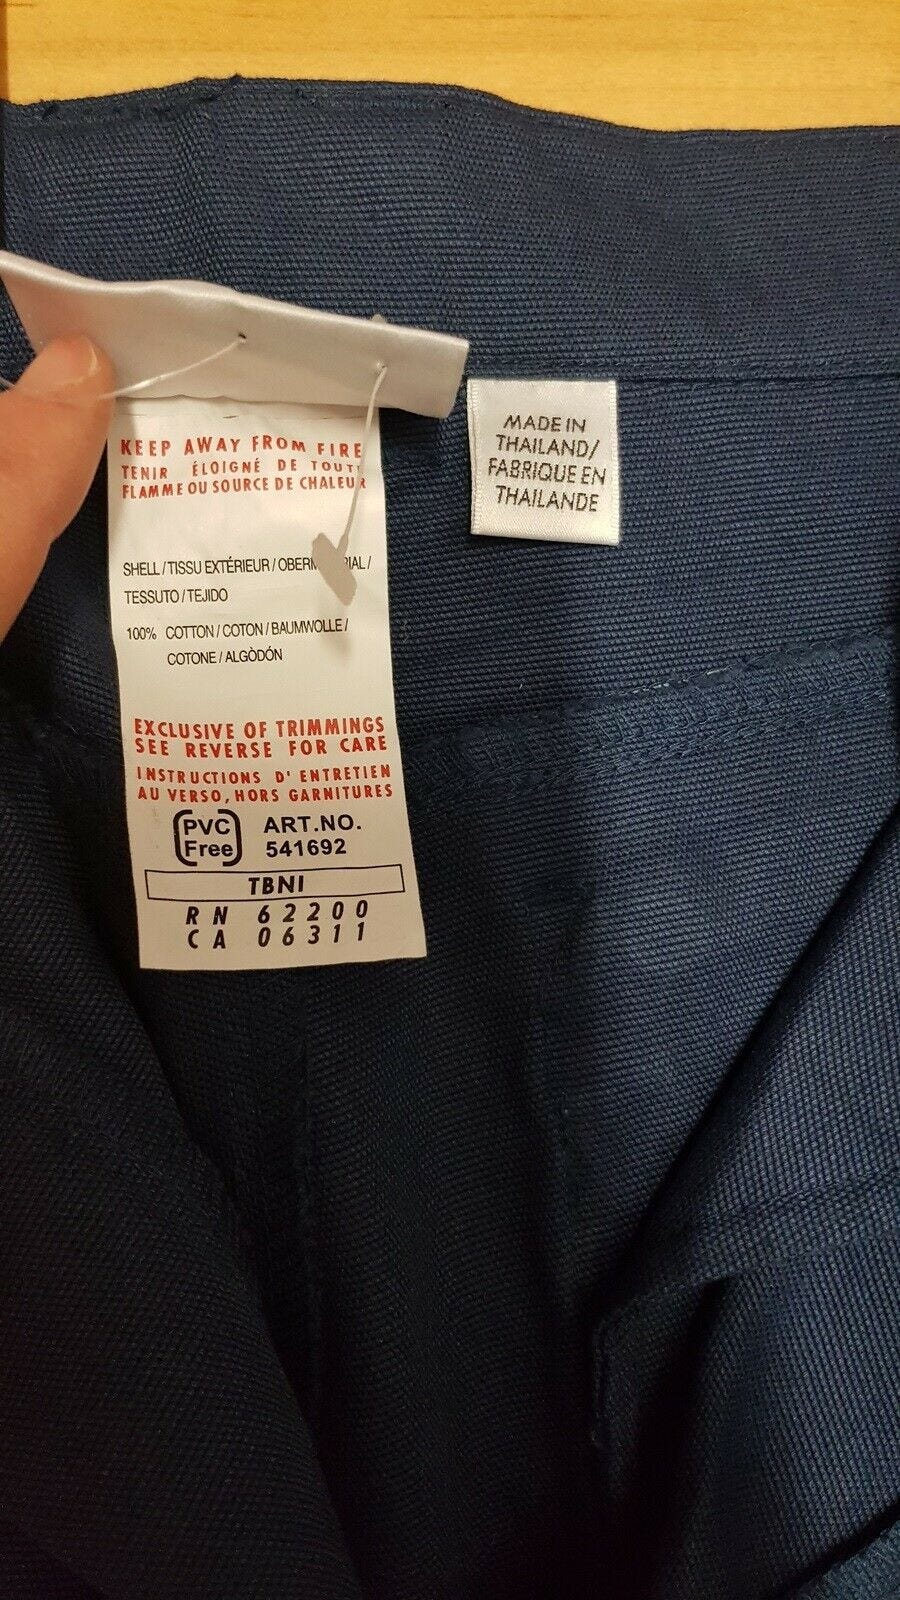 KEEP AWAY FROM FIRE
TENIR ÉLOIGNÉ DE TOUTE
FLAMME OU SOURCE DE CHALEUR
SHELL / TISSU EXTÉRIEUR / /
TESSUTO / TEJIDO
100% COTTON / COTON / BAUMWOLLE /
COTONE / ALGÒDÓN
EXCLUSIVE OF TRIMMINGS
SEE REVERSE FOR CARE
INSTRUCTIONS D' ENTRETIEN
AU VERSO, HORS GARNITURES
PVC
Free
ART.NO.
541692
TBNI
RN 62200
CA 06311
MADE IN
THAILAND/
FABRIQUE EN
THAILANDE